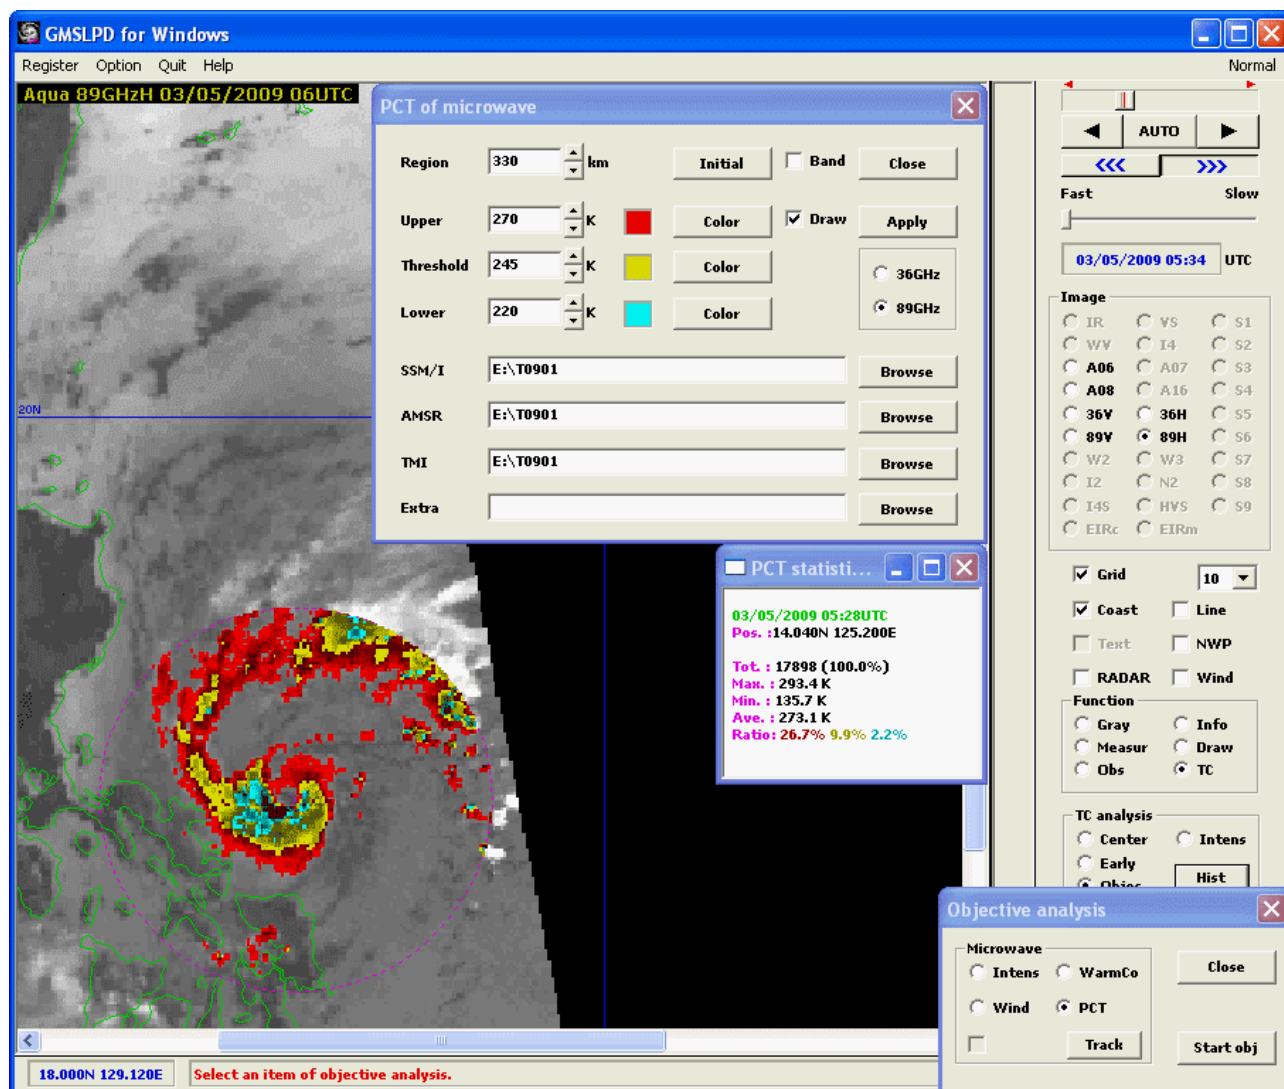 GMSLPD for Windows
Register Option Quit Help Normal
Aqua 89GHzH 03/05/2009 06UTC
PCT of microwave
Region 330 km Initial Band Close
Upper 270 K Color Draw Apply
Threshold 245 K Color 36GHz
Lower 220 K Color 89GHz
SSM/I E:\T0901 Browse
AMSR E:\T0901 Browse
TMI E:\T0901 Browse
Extra Browse
20N
AUTO
<<< >>>
Fast Slow
03/05/2009 05:34 UTC
Image
IR VS S1
WV I4 S2
A06 A07 S3
A08 A16 S4
36V 36H S5
89V 89H S6
W2 W3 S7
I2 N2 S8
I4S HVS S9
EIRc EIRm
Grid 10
Coast Line
Text NWP
RADAR Wind
Function
Gray Info
Measur Draw
Obs TC
TC analysis
Center Intens
Early
Objec Hist
PCT statisti...
03/05/2009 05:28UTC
Pos. :14.040N 125.200E
Tot. : 17898 (100.0%)
Max. : 293.4 K
Min. : 135.7 K
Ave. : 273.1 K
Ratio: 26.7% 9.9% 2.2%
Objective analysis
Microwave
Intens WarmCo Close
Wind PCT
Track Start obj
18.000N 129.120E Select an item of objective analysis.